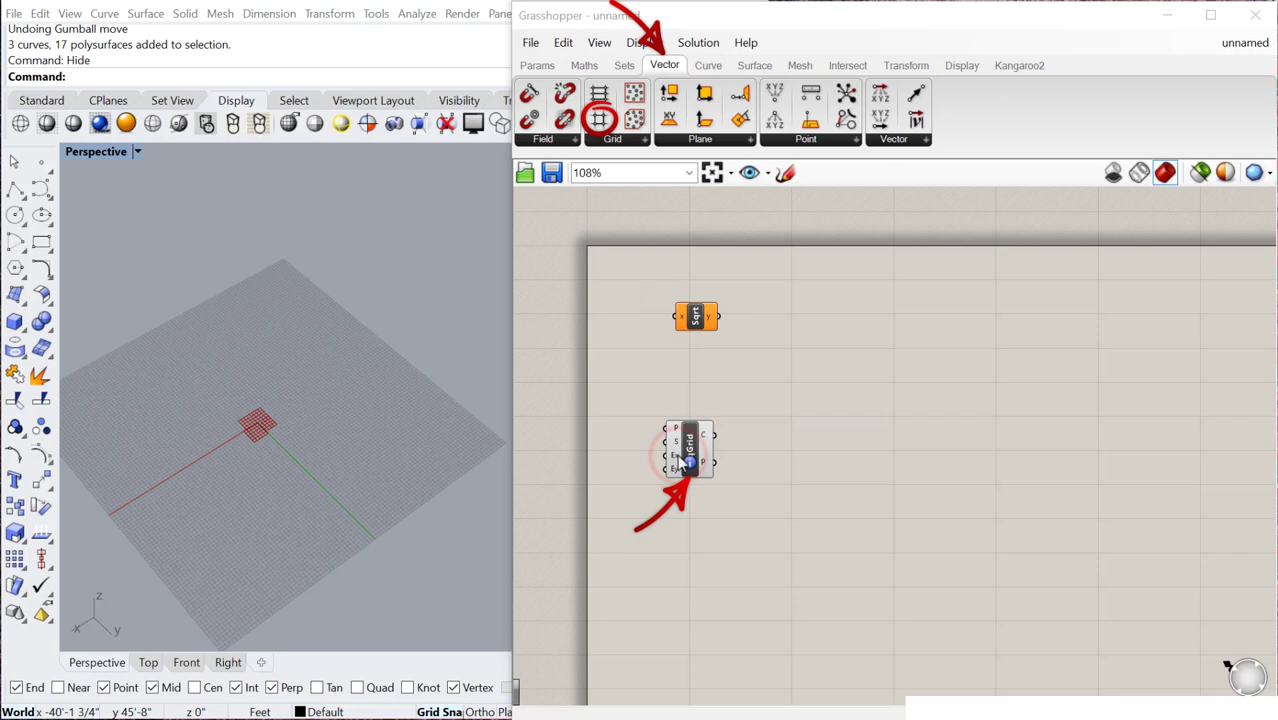 File Edit View Curve Surface Solid Mesh Dimension Transform Tools Analyze Render Pane
Undoing Gumball move
3 curves, 17 polysurfaces added to selection.
Command: Hide
Command:
Standard CPlanes Set View Display Select Viewport Layout Visibility
Perspective
z
x y
Perspective Top Front Right
End Near Point Mid Cen Int Perp Tan Quad Knot Vertex
World x -40'-1 3/4" y 45'-8" z 0" Feet Default Grid Sna Ortho Pla
Grasshopper - unnamed
File Edit View Solution Help unnamed
Params Maths Sets Vector Curve Surface Mesh Intersect Transform Display Kangaroo2
Field Grid Plane Point Vector
108%
x Sqrt y
P C
S
P